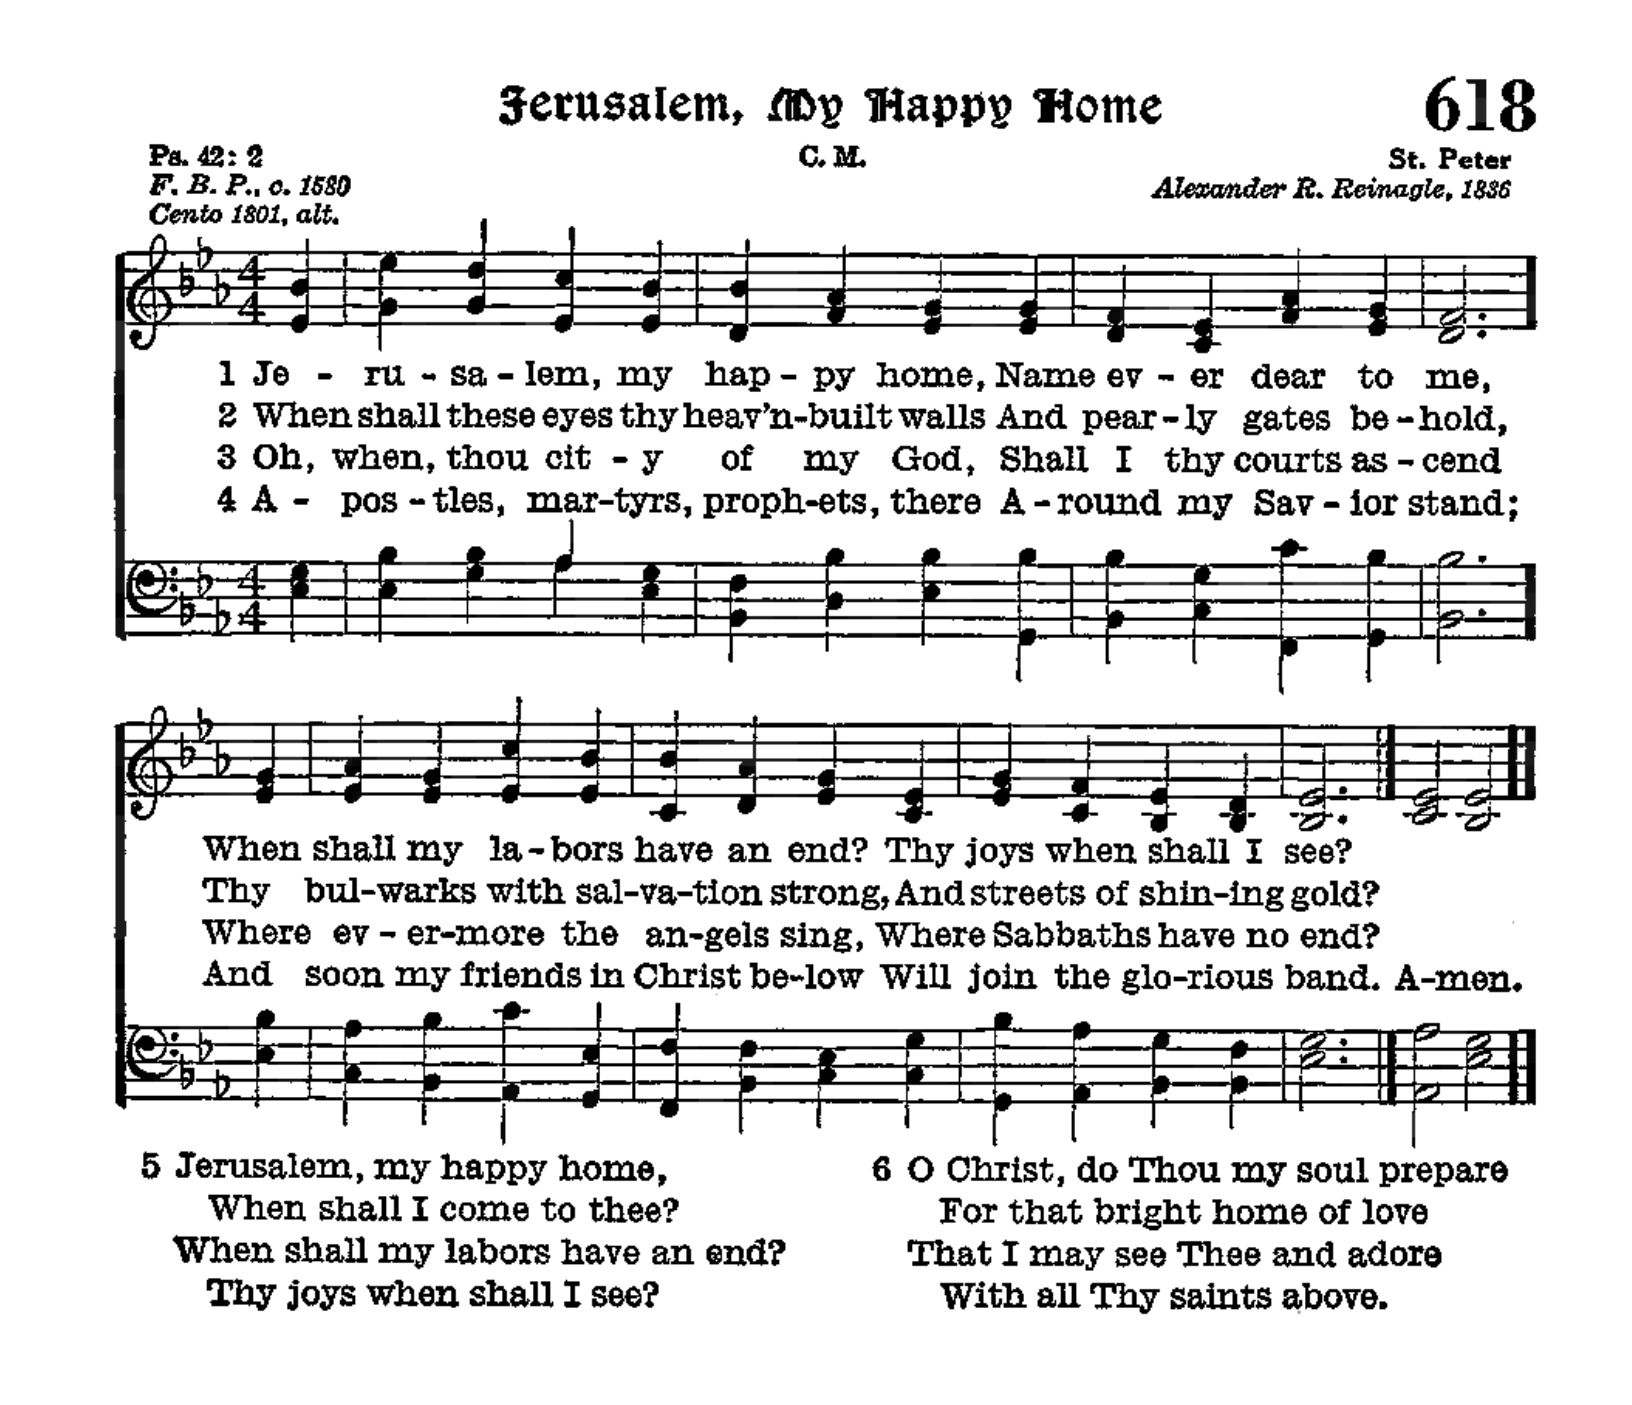 Jerusalem, My Happy Home 618
Ps. 42: 2 C. M. St. Peter
F. B. P., c. 1580 Alexander R. Reinagle, 1836
Cento 1801, alt.
4
4
1 Je - ru - sa - lem, my hap - py home, Name ev - er dear to me,
2 When shall these eyes thy heav'n-built walls And pear - ly gates be - hold,
3 Oh, when, thou cit - y of my God, Shall I thy courts as - cend
4 A - pos - tles, mar-tyrs, proph-ets, there A - round my Sav - ior stand;
4
4
When shall my la - bors have an end? Thy joys when shall I see?
Thy bul-warks with sal-va-tion strong, And streets of shin-ing gold?
Where ev - er-more the an-gels sing, Where Sabbaths have no end?
And soon my friends in Christ be-low Will join the glo-rious band. A-men.
5 Jerusalem, my happy home,
When shall I come to thee?
When shall my labors have an end?
Thy joys when shall I see?
6 O Christ, do Thou my soul prepare
For that bright home of love
That I may see Thee and adore
With all Thy saints above.